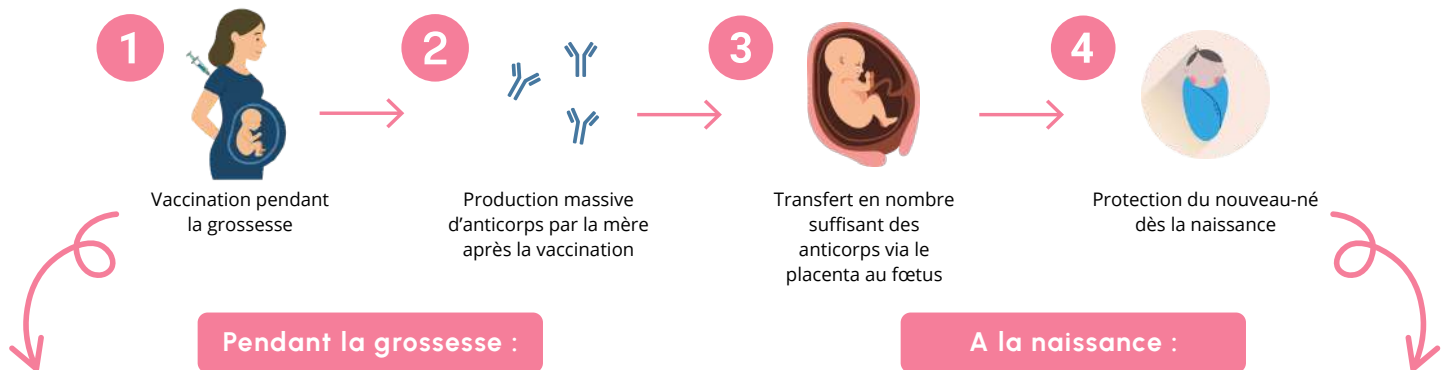 1
2
3
4
Vaccination pendant
la grossesse
Production massive
d'anticorps par la mère
après la vaccination
Transfert en nombre
suffisant des
anticorps via le
placenta au fœtus
Protection du nouveau-né
dès la naissance
Pendant la grossesse :
A la naissance :